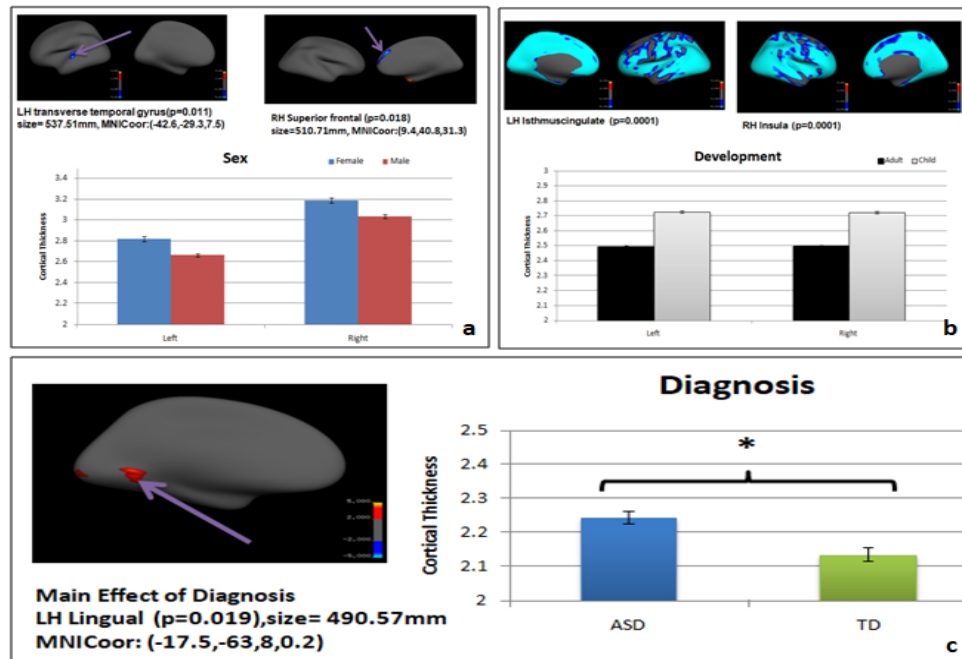 LH transverse temporal gyrus(p=0.011)
size= 537.51mm, MNICoor:(-42.6,-29.3,7.5)
RH Superior frontal (p=0.018)
size=510.71mm, MNICoor:(9.4,40.8,31.3)
Sex
Female Male
Cortical Thickness
3.4
3.2
3
2.8
2.6
2.4
2.2
2
Left Right
a
LH Isthmuscingulate (p=0.0001)
RH Insula (p=0.0001)
Development
Adult Child
Cortical Thickness
3
2.9
2.8
2.7
2.6
2.5
2.4
2.3
2.2
2.1
2
Left Right
b
Main Effect of Diagnosis
LH Lingual (p=0.019),size= 490.57mm
MNICoor: (-17.5,-63,8,0.2)
Diagnosis
*
Cortical Thickness
2.5
2.4
2.3
2.2
2.1
2
ASD TD
c